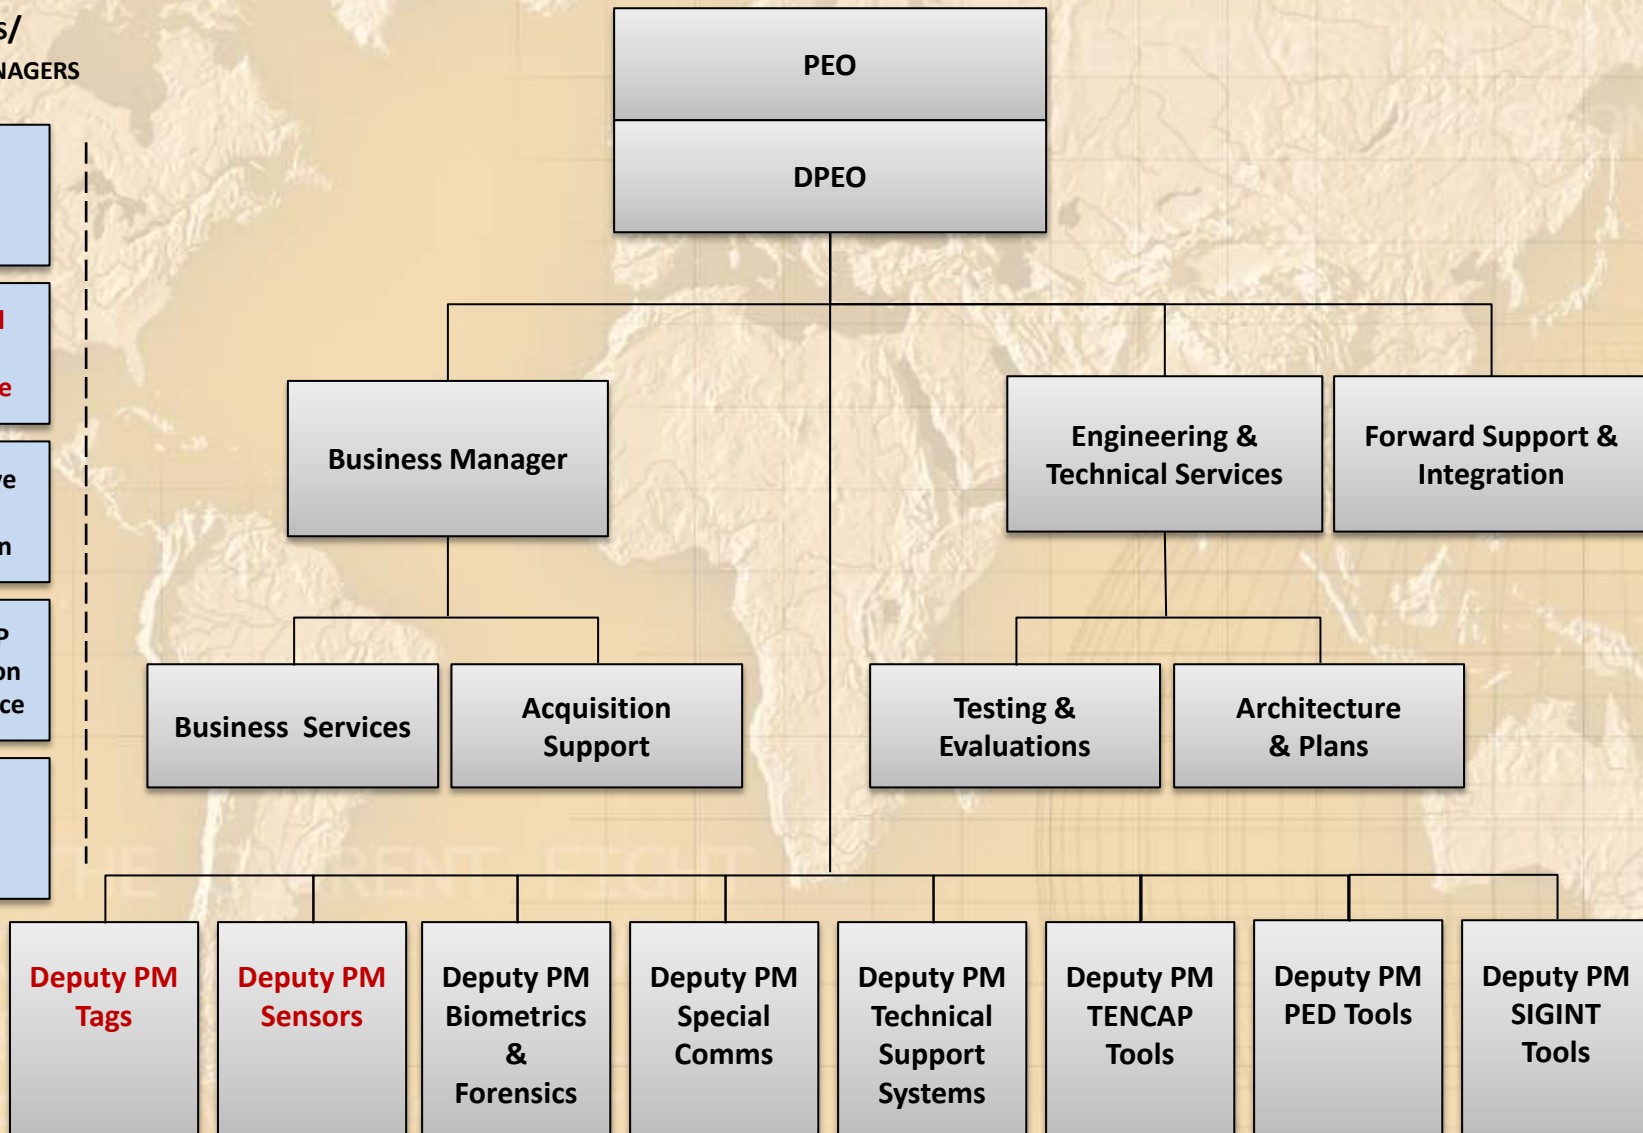 PEO
DPEO
Business Manager
Engineering &
Technical Services
Forward Support &
Integration
Business  Services
Acquisition
Support
Testing &
Evaluations
Architecture
& Plans
Deputy PM
Tags
Deputy PM
Sensors
Deputy PM
Biometrics
&
Forensics
Deputy PM
Special
Comms
Deputy PM
Technical
Support
Systems
Deputy PM
TENCAP
Tools
Deputy PM
PED Tools
Deputy PM
SIGINT
Tools